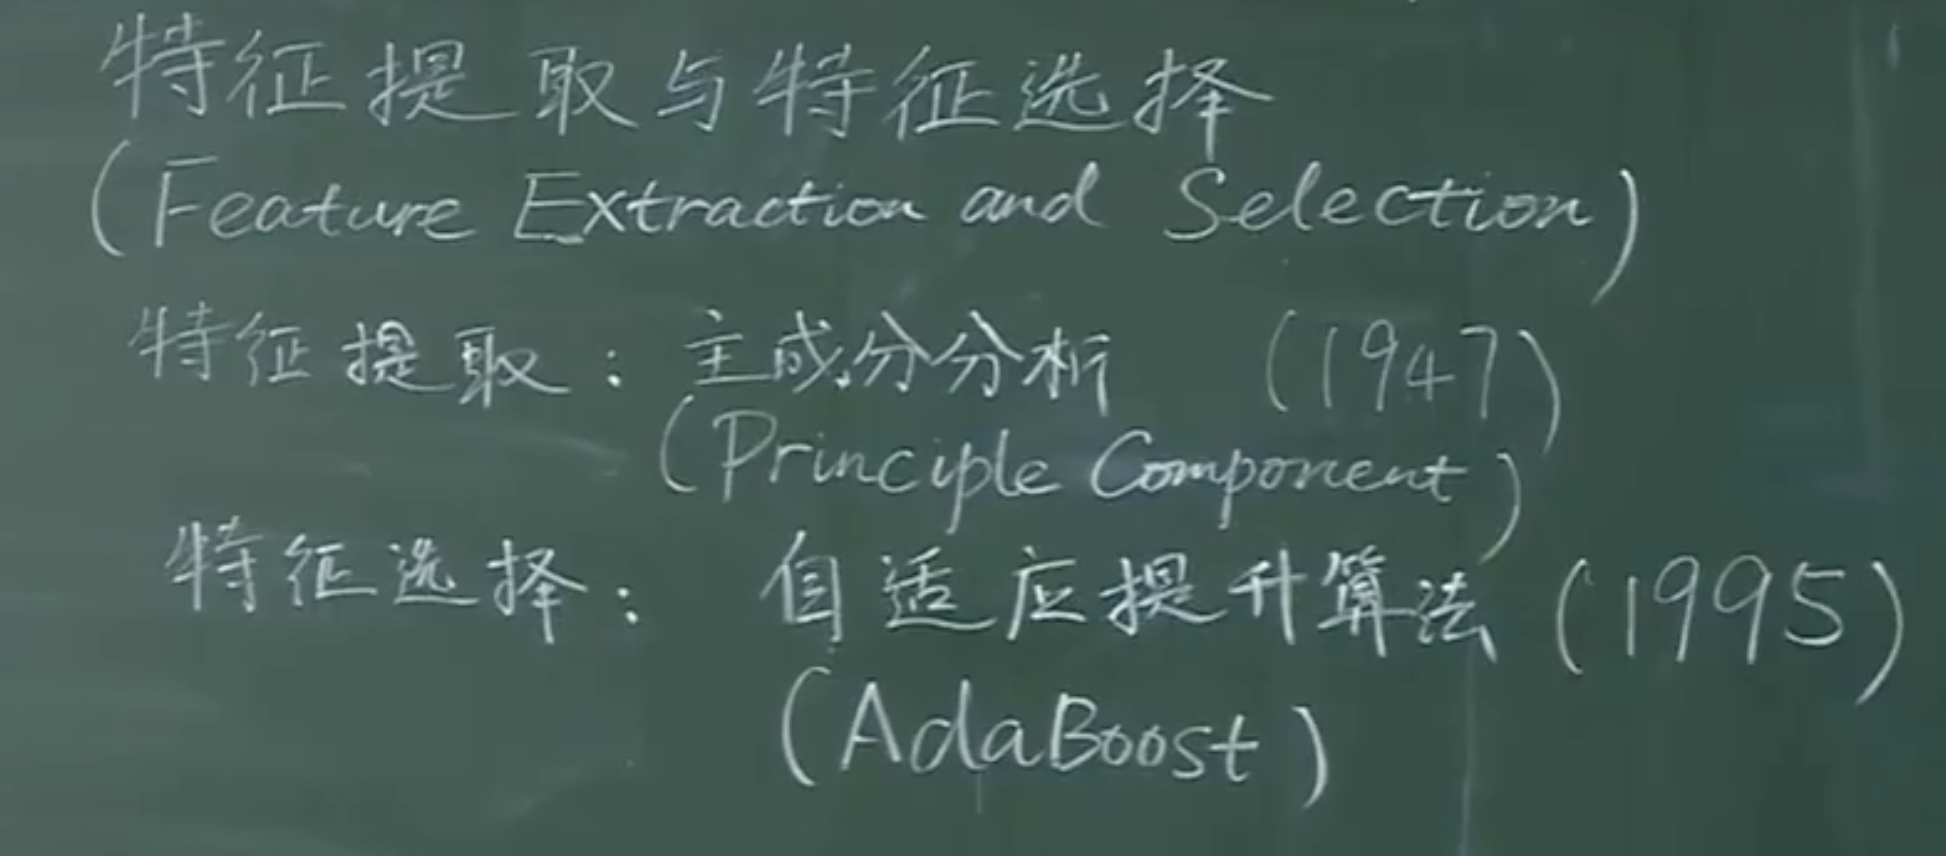 特征提取与特征选择
(Feature Extraction and Selection)
特征提取：主成分分析 (1947)
(Principle Component)
特征选择：自适应提升算法(1995)
(AdaBoost)